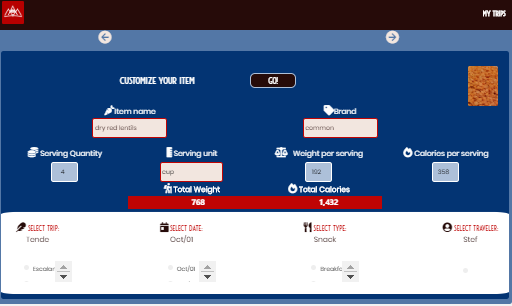 MY TRIPS
CUSTOMIZE YOUR ITEM GO!
Item name Brand
dry red lentils common
Serving Quantity Serving unit Weight per serving Calories per serving
4 cup 192 358
Total Weight Total Calories
768 1,432
SELECT TRIP: SELECT DATE: SELECT TYPE: SELECT TRAVELER:
Tende Oct/01 Snack Stef
Escalar Oct/01 Breakfa